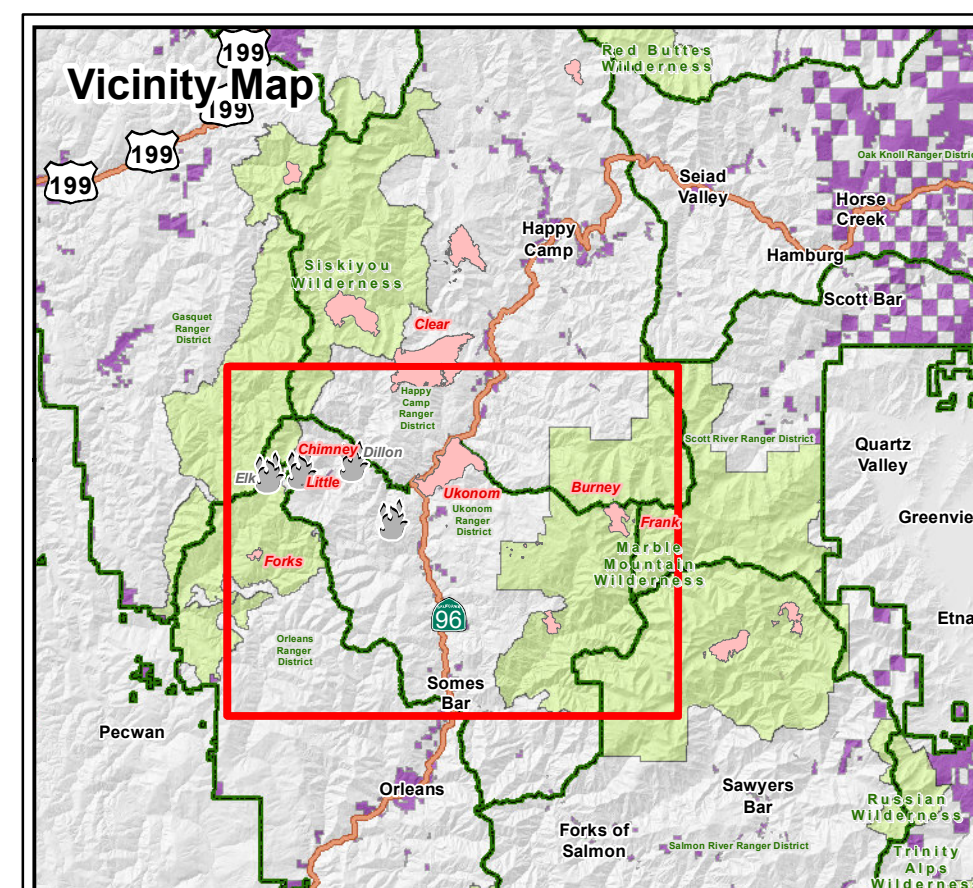 199
Vicinity Map
199
199
199
Red Buttes
Wilderness
Oak Knoll Ranger
Seiad
Valley
Horse
Creek
Happy
Camp
Hamburg
Siskiyou
Wilderness
Scott Bar
Gasquet
Ranger
District
Clear
Happy
Camp
Ranger
District
Scott River Ranger District
Quartz
Valley
Chimney
Dillon
Elk
Little
Ukonom
Burney
Ukonom
Ranger
District
Frank
Marble
Mountain
Wilderness
Forks
96
Etna
Orleans
Ranger
District
Somes
Bar
Pecwan
Orleans
Sawyers
Bar
Russian
Wilderness
Forks of
Salmon
Salmon River Ranger District
Trinity
Alps